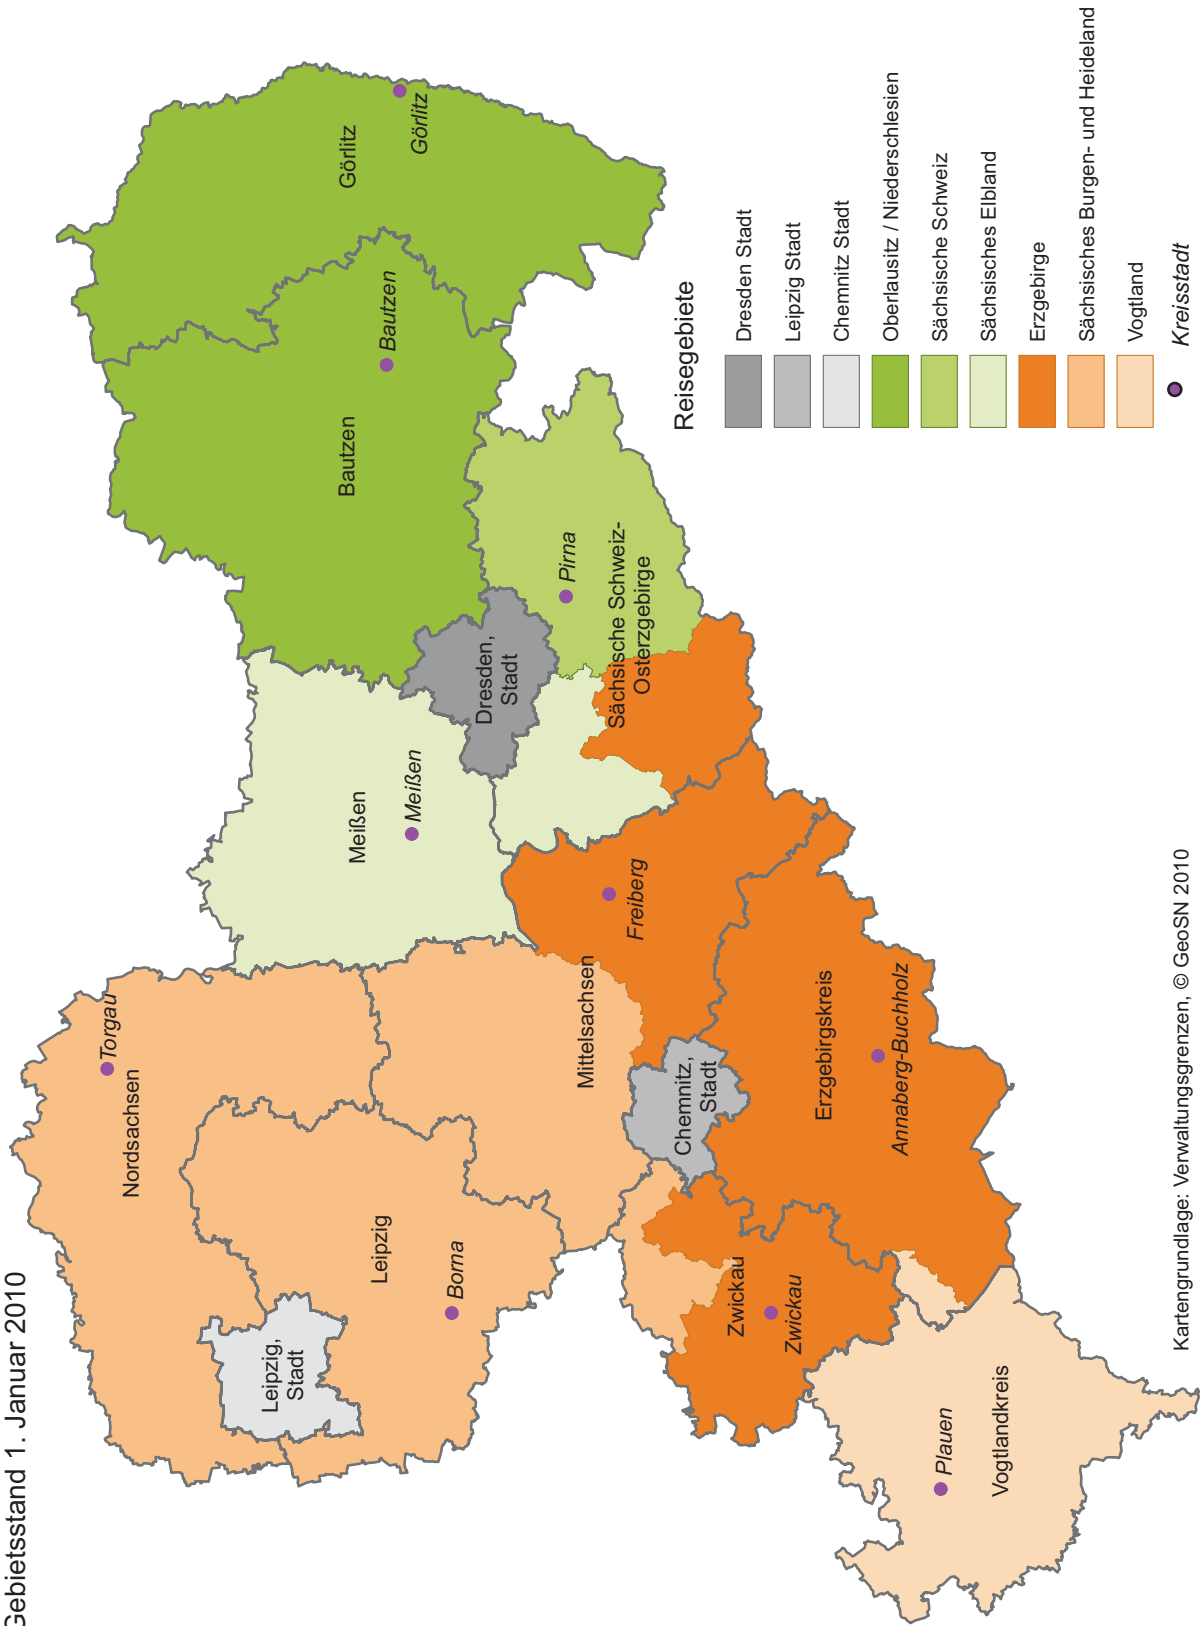 Gebietsstand 1. Januar 2010
Torgau
Nordsachsen
Leipzig,
Stadt
Leipzig
Borna
Meißen
Meißen
Bautzen
Bautzen
Görlitz
Görlitz
Dresden,
Stadt
Pirna
Sächsische Schweiz-
Osterzgebirge
Freiberg
Mittelsachsen
Chemnitz,
Stadt
Erzgebirgskreis
Annaberg-Buchholz
Zwickau
Zwickau
Plauen
Vogtlandkreis
Reisegebiete
Dresden Stadt
Leipzig Stadt
Chemnitz Stadt
Oberlausitz / Niederschlesien
Sächsische Schweiz
Sächsisches Elbland
Erzgebirge
Sächsisches Burgen- und Heideland
Vogtland
Kreisstadt
Kartengrundlage: Verwaltungsgrenzen, © GeoSN 2010